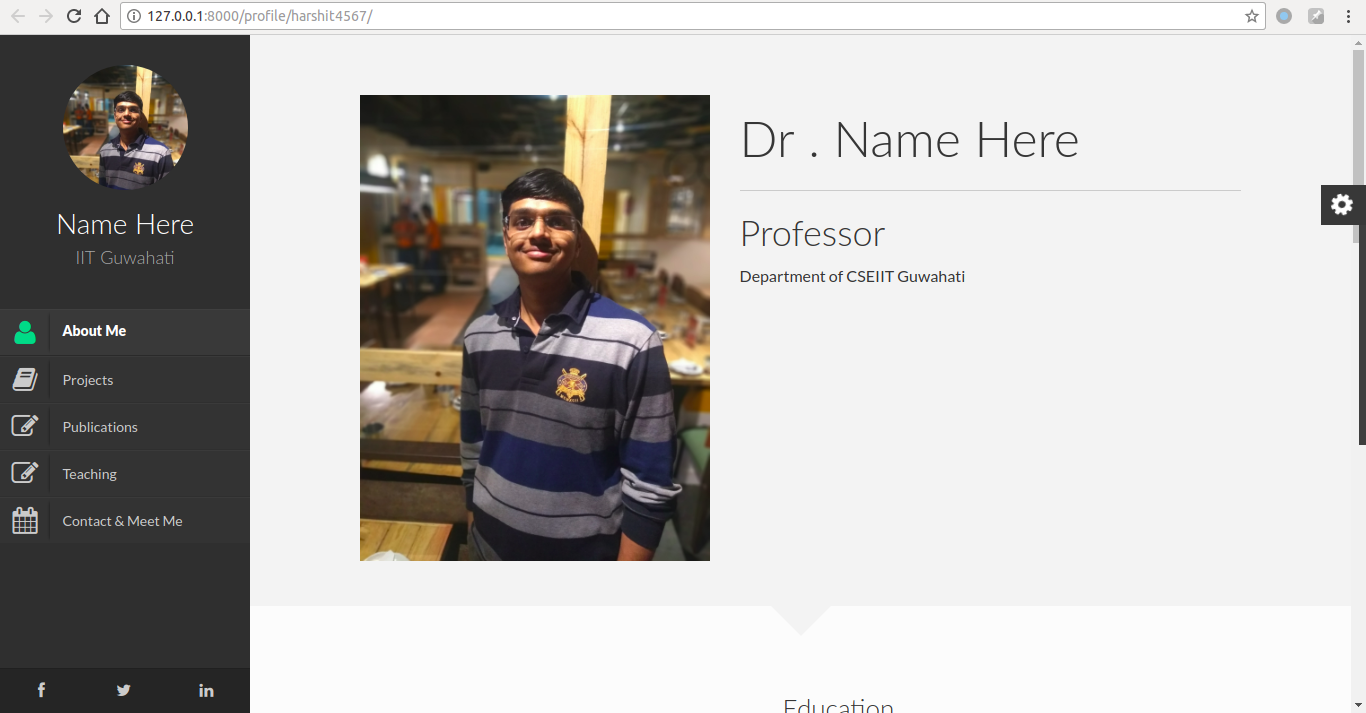 127.0.0.1:8000/profile/harshit4567/
Name Here
IIT Guwahati
About Me
Projects
Publications
Teaching
Contact & Meet Me
Dr . Name Here
Professor
Department of CSEIIT Guwahati
Education